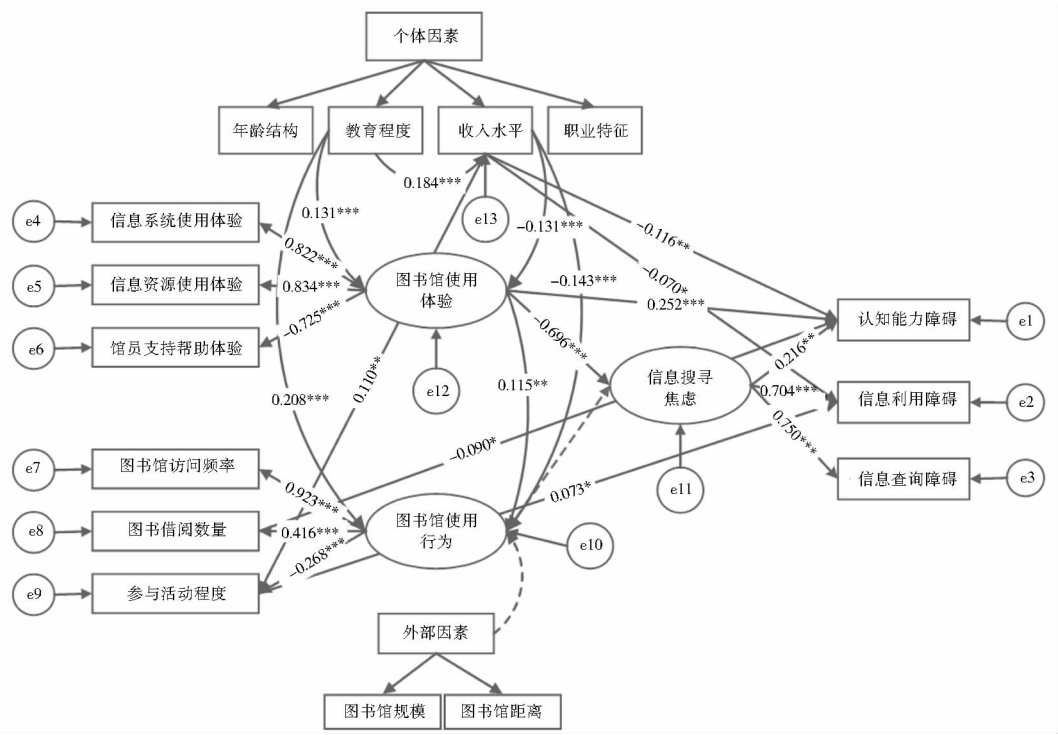 个体因素
年龄结构
教育程度
收入水平
职业特征
0.184***
e13
0.131***
-0.131***
-0.116**
e4
信息系统使用体验
0.822***
e5
信息资源使用体验
0.834***
e6
馆员支持帮助体验
-0.725***
图书馆使用
体验
e12
-0.143***
-0.070*
0.252***
-0.696***
0.115**
0.110**
0.208***
信息搜寻
焦虑
e11
认知能力障碍
e1
0.216**
信息利用障碍
e2
0.704***
信息查询障碍
e3
0.750***
-0.090*
0.073*
e7
图书馆访问频率
0.923***
e8
图书借阅数量
0.416***
e9
参与活动程度
-0.268***
图书馆使用
行为
e10
外部因素
图书馆规模
图书馆距离